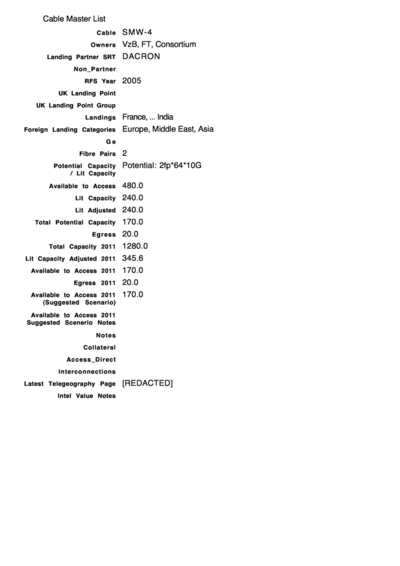 Cable Master List
Cable SMW-4
Owners VzB, FT, Consortium
Landing Partner SRT DACRON
Non_Partner
RFS Year 2005
UK Landing Point
UK Landing Point Group
Landings France, ... India
Foreign Landing Categories Europe, Middle East, Asia
Ge
Fibre Pairs 2
Potential Capacity Potential: 2fp*64*10G
/ Lit Capacity
Available to Access 480.0
Lit Capacity 240.0
Lit Adjusted 240.0
Total Potential Capacity 170.0
Egress 20.0
Total Capacity 2011 1280.0
Lit Capacity Adjusted 2011 345.6
Available to Access 2011 170.0
Egress 2011 20.0
Available to Access 2011 170.0
(Suggested Scenario)
Available to Access 2011
Suggested Scenerio Notes
Notes
Collateral
Access_Direct
Interconnections
Latest Telegeography Page [REDACTED]
Intel Value Notes